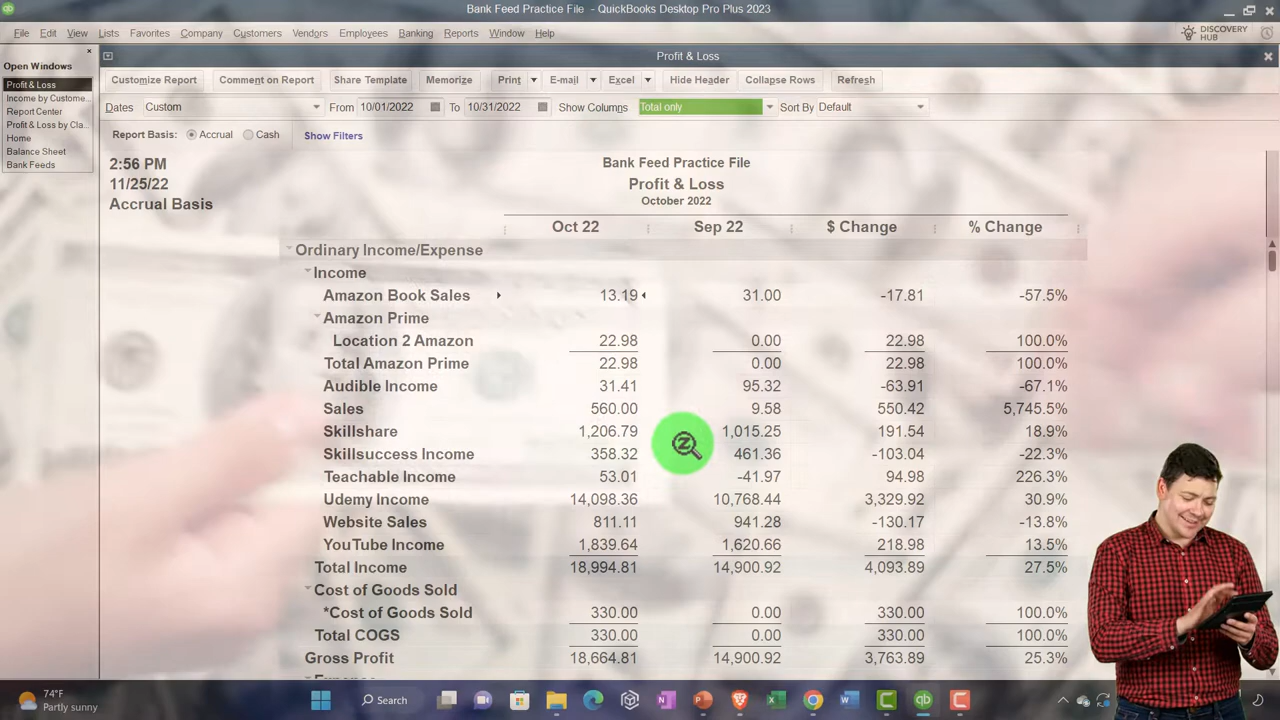 Bank Feed Practice File - QuickBooks Desktop Pro Plus 2023
File Edit View Lists Favorites Company Customers Vendors Employees Banking Reports Window Help
DISCOVERY
HUB
Open Windows
Profit & Loss
Income by Custome...
Report Center
Profit & Loss by Cla...
Home
Balance Sheet
Bank Feeds
Profit & Loss
Customize Report Comment on Report Share Template Memorize Print E-mail Excel Hide Header Collapse Rows Refresh
Dates Custom From 10/01/2022 To 10/31/2022 Show Columns Total only Sort By Default
Report Basis: Accrual Cash Show Filters
2:56 PM
11/25/22
Accrual Basis
Bank Feed Practice File
Profit & Loss
October 2022
Oct 22 Sep 22 $ Change % Change
Ordinary Income/Expense
Income
Amazon Book Sales 13.19 31.00 -17.81 -57.5%
Amazon Prime
Location 2 Amazon 22.98 0.00 22.98 100.0%
Total Amazon Prime 22.98 0.00 22.98 100.0%
Audible Income 31.41 95.32 -63.91 -67.1%
Sales 560.00 9.58 550.42 5,745.5%
Skillshare 1,206.79 1,015.25 191.54 18.9%
Skillsuccess Income 358.32 461.36 -103.04 -22.3%
Teachable Income 53.01 -41.97 94.98 226.3%
Udemy Income 14,098.36 10,768.44 3,329.92 30.9%
Website Sales 811.11 941.28 -130.17 -13.8%
YouTube Income 1,839.64 1,620.66 218.98 13.5%
Total Income 18,994.81 14,900.92 4,093.89 27.5%
Cost of Goods Sold
*Cost of Goods Sold 330.00 0.00 330.00 100.0%
Total COGS 330.00 0.00 330.00 100.0%
Gross Profit 18,664.81 14,900.92 3,763.89 25.3%
74°F
Partly sunny
Search